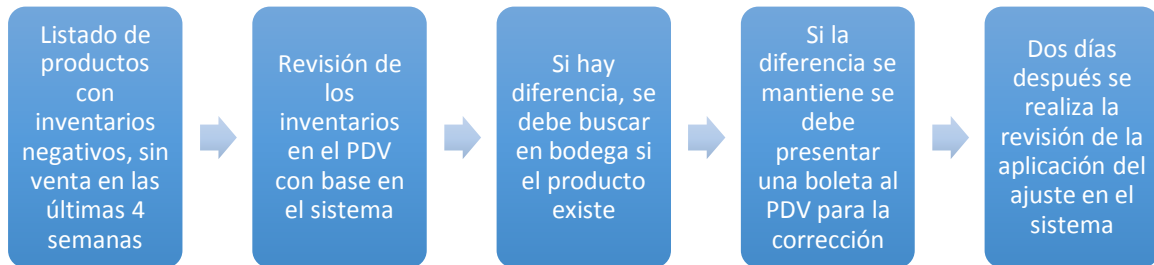 Listado de
productos
con
inventarios
negativos, sin
venta en las
últimas 4
semanas
Revisión de
los
inventarios
en el PDV
con base en
el sistema
Si hay
diferencia, se
debe buscar
en bodega si
el producto
existe
Si la
diferencia se
mantiene se
debe
presentar
una boleta al
PDV para la
corrección
Dos días
después se
realiza la
revisión de la
aplicación del
ajuste en el
sistema